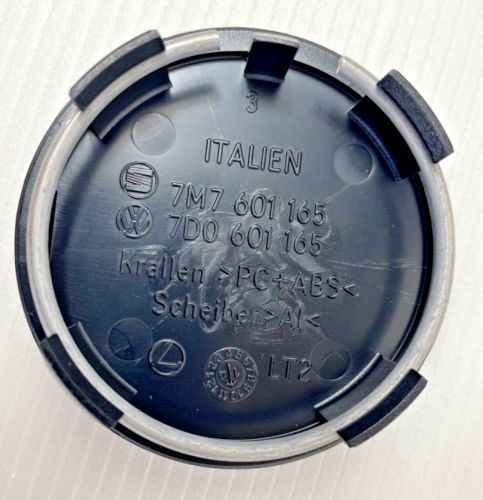 3
ITALIEN
7M7 601 165
7D0 601 165
Krallen >PC+ABS<
Scheibe >Al<
LT2